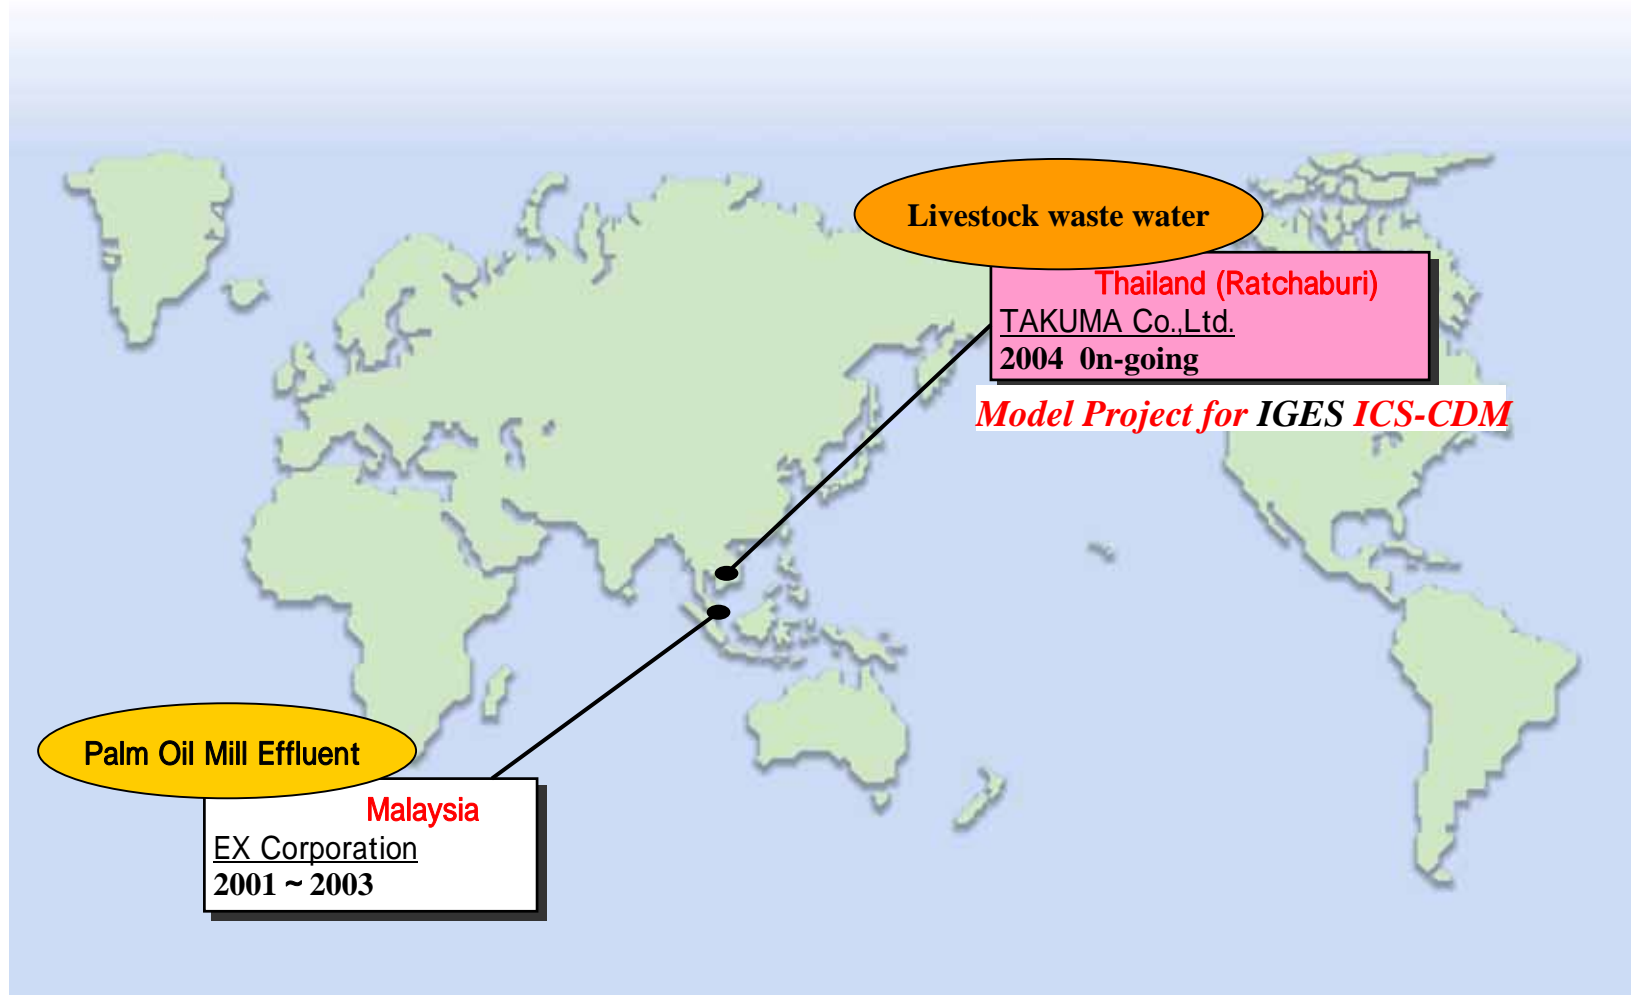 Livestock waste water
Thailand (Ratchaburi)
TAKUMA Co.,Ltd.
2004 0n-going
Model Project for IGES ICS-CDM
Palm Oil Mill Effluent
Malaysia
EX Corporation
2001 ~ 2003